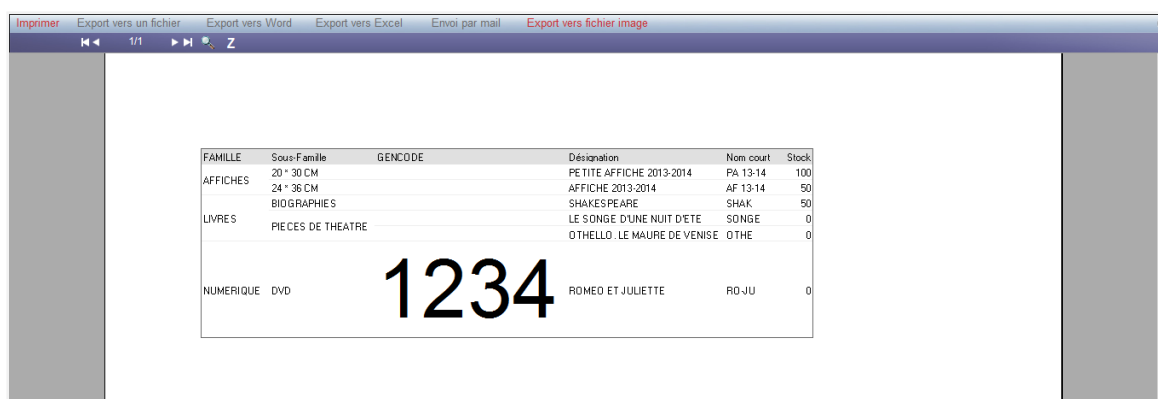 Imprimer Export vers un fichier Export vers Word Export vers Excel Envoi par mail Export vers fichier image
1/1 Z
FAMILLE Sous-Famille GENCODE Désignation Nom court Stock
AFFICHES 20 * 30 CM PETITE AFFICHE 2013-2014 PA 13-14 100
24 * 36 CM AFFICHE 2013-2014 AF 13-14 50
LIVRES BIOGRAPHIES SHAKESPEARE SHAK 50
PIECES DE THEATRE LE SONGE D'UNE NUIT D'ETE SONGE 0
OTHELLO. LE MAURE DE VENISE OTHE 0
NUMERIQUE DVD 1234 ROMEO ET JULIETTE RO-JU 0